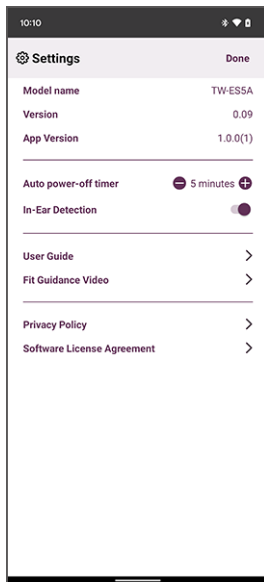 10:10
Settings Done
Model name TW-ES5A
Version 0.09
App Version 1.0.0(1)
Auto power-off timer 5 minutes
In-Ear Detection
User Guide
Fit Guidance Video
Privacy Policy
Software License Agreement